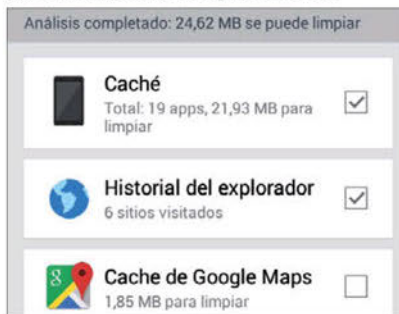 Análisis completado: 24,62 MB se puede limpiar
Caché
Total: 19 apps, 21,93 MB para
limpiar
Historial del explorador
6 sitios visitados
8
Cache de Google Maps
1,85 MB para limpiar